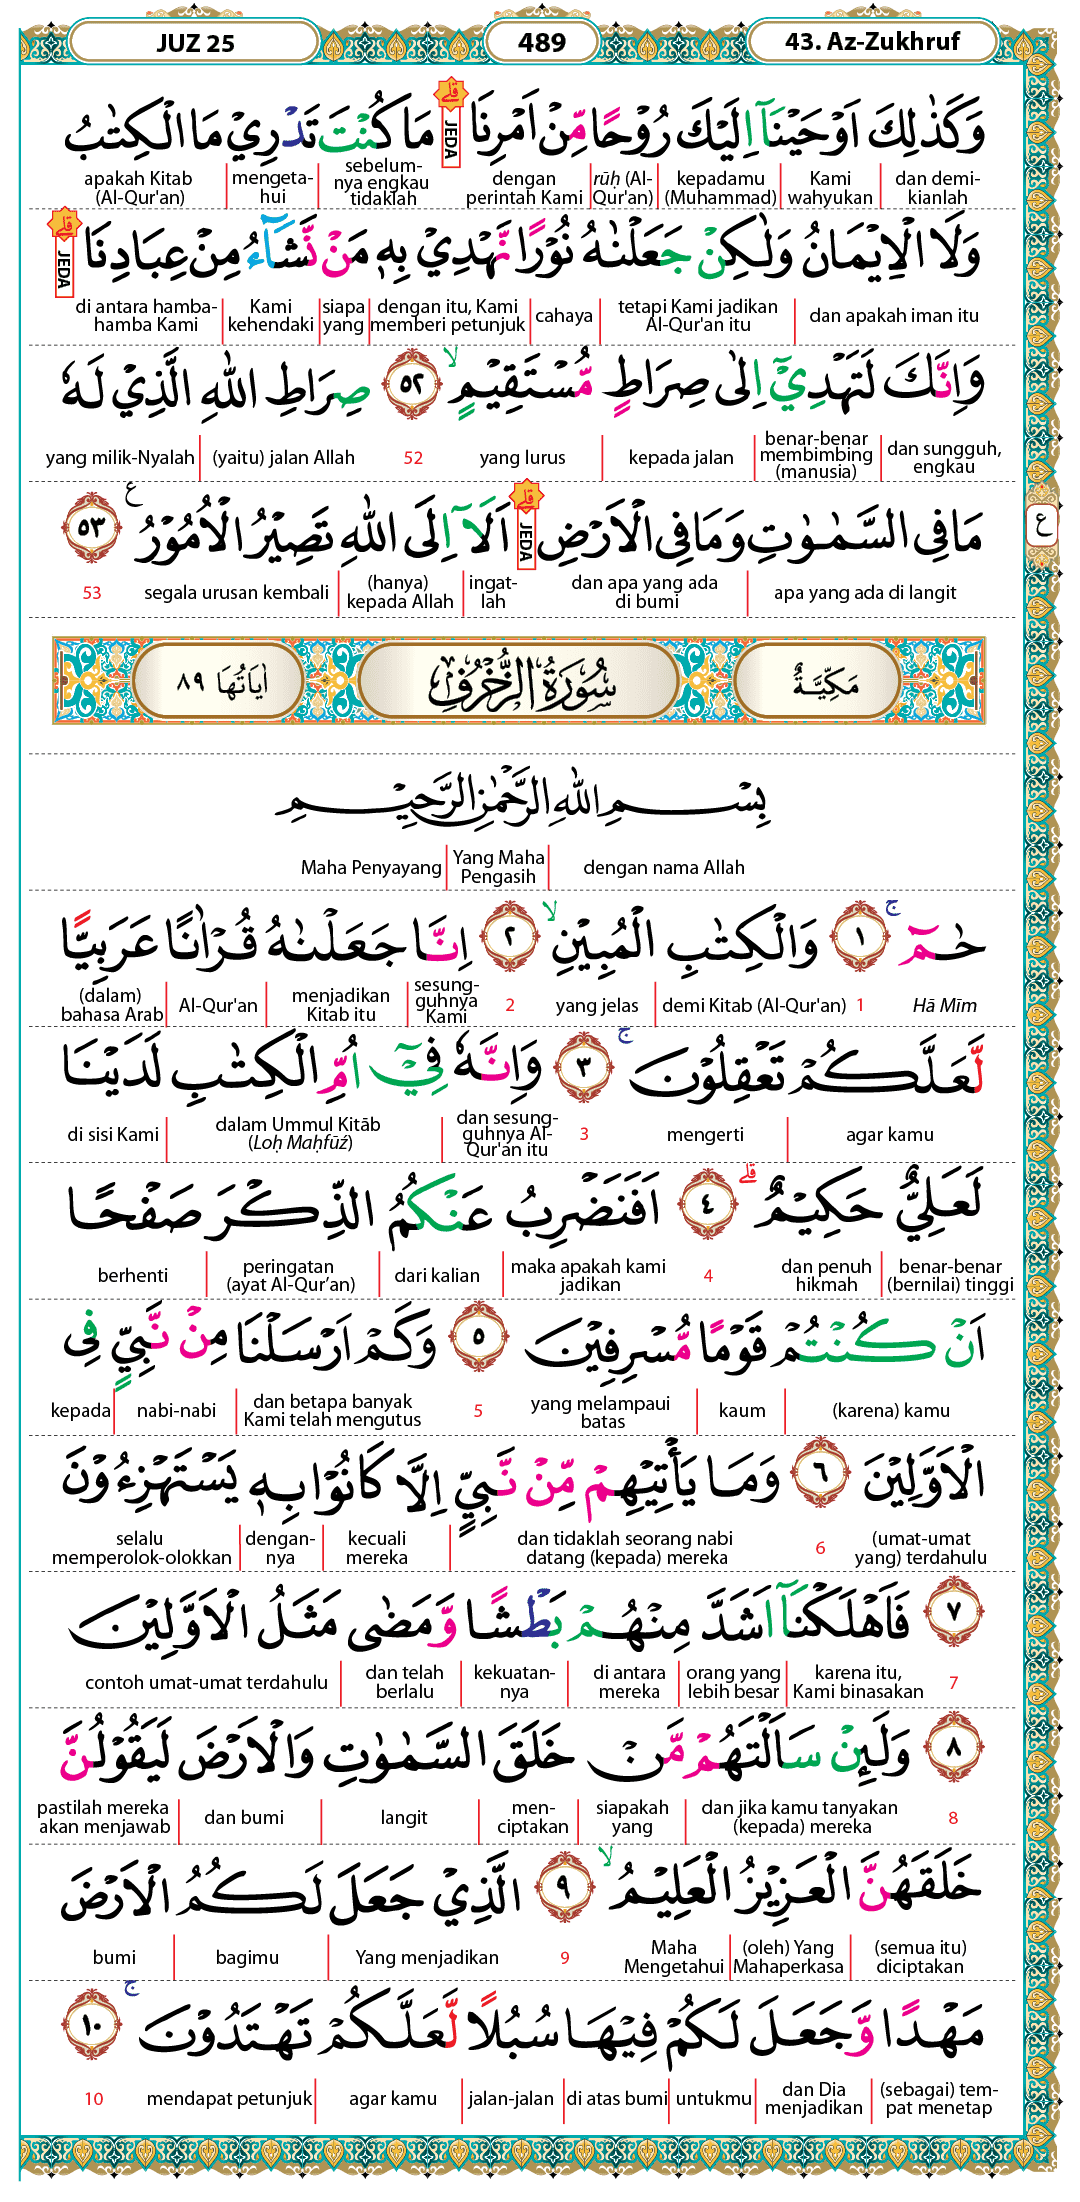 JUZ 25
489
43. Az-Zukhruf
وَكَذٰلِكَ اَوْحَيْنَآ اِلَيْكَ رُوْحًا مِّنْ اَمْرِنَا ۗ مَا كُنْتَ تَدْرِيْ مَا الْكِتٰبُ
JEDA
dan demikianlah | Kami wahyukan | kepadamu (Muhammad) | rūḥ (Al-Qur'an) | dengan perintah Kami | sebelumnya engkau tidaklah | mengetahui | apakah Kitab (Al-Qur'an)
وَلَا الْاِيْمَانُ وَلٰكِنْ جَعَلْنٰهُ نُوْرًا نَّهْدِيْ بِهٖ مَنْ نَّشَاۤءُ مِنْ عِبَادِنَا ۗ
JEDA
dan apakah iman itu | tetapi Kami jadikan Al-Qur'an itu | cahaya | dengan itu, Kami memberi petunjuk | siapa yang | Kami kehendaki | di antara hamba-hamba Kami
وَاِنَّكَ لَتَهْدِيْٓ اِلٰى صِرَاطٍ مُّسْتَقِيْمٍ ۙ ٥٢ صِرَاطِ اللّٰهِ الَّذِيْ لَهٗ
dan sungguh, engkau | benar-benar membimbing (manusia) | kepada jalan | yang lurus 52 (yaitu) jalan Allah | yang milik-Nyalah
مَا فِى السَّمٰوٰتِ وَمَا فِى الْاَرْضِ ۗ اَلَآ اِلَى اللّٰهِ تَصِيْرُ الْاُمُوْرُ ࣖ ٥٣
JEDA
ع
apa yang ada di langit | dan apa yang ada di bumi | ingatlah | (hanya) kepada Allah | segala urusan kembali 53
مَكِّيَّةٌ
سُوْرَةُ الزُّخْرُفِ
اٰيَاتُهَا ٨٩
بِسْمِ اللّٰهِ الرَّحْمٰنِ الرَّحِيْمِ
dengan nama Allah | Yang Maha Pengasih | Maha Penyayang
حٰمۤ ۚ ١ وَالْكِتٰبِ الْمُبِيْنِ ۙ ٢ اِنَّا جَعَلْنٰهُ قُرْاٰنًا عَرَبِيًّا
Hā Mīm 1 demi Kitab (Al-Qur'an) | yang jelas 2 sesungguhnya Kami | menjadikan Kitab itu | Al-Qur'an | (dalam) bahasa Arab
لَّعَلَّكُمْ تَعْقِلُوْنَ ۚ ٣ وَاِنَّهٗ فِيْٓ اُمِّ الْكِتٰبِ لَدَيْنَا
agar kamu | mengerti 3 dan sesungguhnya Al-Qur'an itu | dalam Ummul Kitāb (Loḥ Maḥfūź) | di sisi Kami
لَعَلِيٌّ حَكِيْمٌ ۗ ٤ اَفَنَضْرِبُ عَنْكُمُ الذِّكْرَ صَفْحًا
benar-benar (bernilai) tinggi | dan penuh hikmah 4 maka apakah kami jadikan | dari kalian | peringatan (ayat Al-Qur’an) | berhenti
اَنْ كُنْتُمْ قَوْمًا مُّسْرِفِيْنَ ٥ وَكَمْ اَرْسَلْنَا مِنْ نَّبِيٍّ فِى
(karena) kamu | kaum | yang melampaui batas 5 dan betapa banyak Kami telah mengutus | nabi-nabi | kepada
الْاَوَّلِيْنَ ٦ وَمَا يَأْتِيْهِمْ مِّنْ نَّبِيٍّ اِلَّا كَانُوْا بِهٖ يَسْتَهْزِءُوْنَ
(umat-umat yang) terdahulu 6 dan tidaklah seorang nabi datang (kepada) mereka | kecuali mereka | dengannya | selalu memperolok-olokkan
٧ فَاَهْلَكْنَآ اَشَدَّ مِنْهُمْ بَطْشًا وَّمَضٰى مَثَلُ الْاَوَّلِيْنَ
7 karena itu, Kami binasakan | orang yang lebih besar | di antara mereka | kekuatannya | dan telah berlalu | contoh umat-umat terdahulu
٨ وَلَىِٕنْ سَاَلْتَهُمْ مَّنْ خَلَقَ السَّمٰوٰتِ وَالْاَرْضَ لَيَقُوْلُنَّ
8 dan jika kamu tanyakan (kepada) mereka | siapakah yang | menciptakan | langit | dan bumi | pastilah mereka akan menjawab
خَلَقَهُنَّ الْعَزِيْزُ الْعَلِيْمُ ۙ ٩ الَّذِيْ جَعَلَ لَكُمُ الْاَرْضَ
(semua itu) diciptakan | (oleh) Yang Mahaperkasa | Maha Mengetahui 9 Yang menjadikan | bagimu | bumi
مَهْدًا وَّجَعَلَ لَكُمْ فِيْهَا سُبُلًا لَّعَلَّكُمْ تَهْتَدُوْنَ ۚ ١٠
(sebagai) tempat menetap | dan Dia menjadikan | untukmu | di atas bumi | jalan-jalan | agar kamu | mendapat petunjuk 10